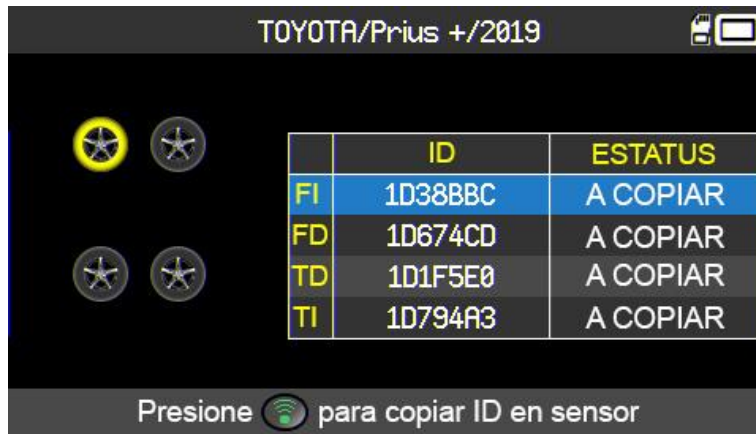 TOYOTA/Prius +/2019
ID ESTATUS
FI 1D38BBC A COPIAR
FD 1D674CD A COPIAR
TD 1D1F5E0 A COPIAR
TI 1D794A3 A COPIAR
Presione para copiar ID en sensor